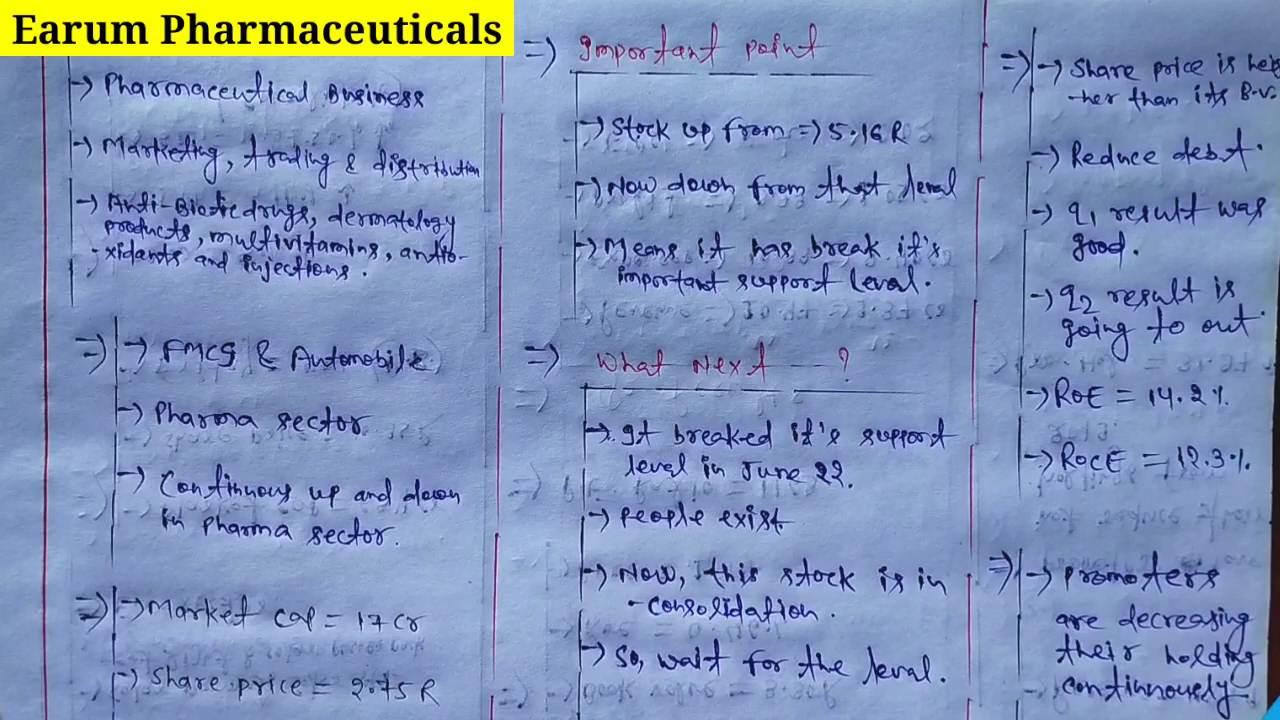 Earum Pharmaceuticals
-> Pharmaceutical Business
-> Marketing, trading & distribution
-> Anti-Biotic drugs, dermatology
products, multivitamins, antio-
-xidants and injections.
=> -> FMCG & Automobile
-> Pharma sector
-> Continuous up and down
in pharma sector.
=> -> Market cap = 17 cr
-> Share price = 2.75 R
=> Important point
-> Stock up from => 5.16 R
-> Now down from that leval
-> Means it has break it's
important support leval.
=> What Next - - ?
-> It breaked it's support
level in June 22.
-> people exist
-> Now, this stock is in
-consolidation.
-> So, wait for the leval.
=> -> Share price is
-her than its B.V.
-> Reduce debt.
-> q1 result was
good.
-> q2 result is
going to out
-> ROE = 14.2%.
-> ROCE = 12.3%.
=> -> promoters
are decreasing
their holding
continuously